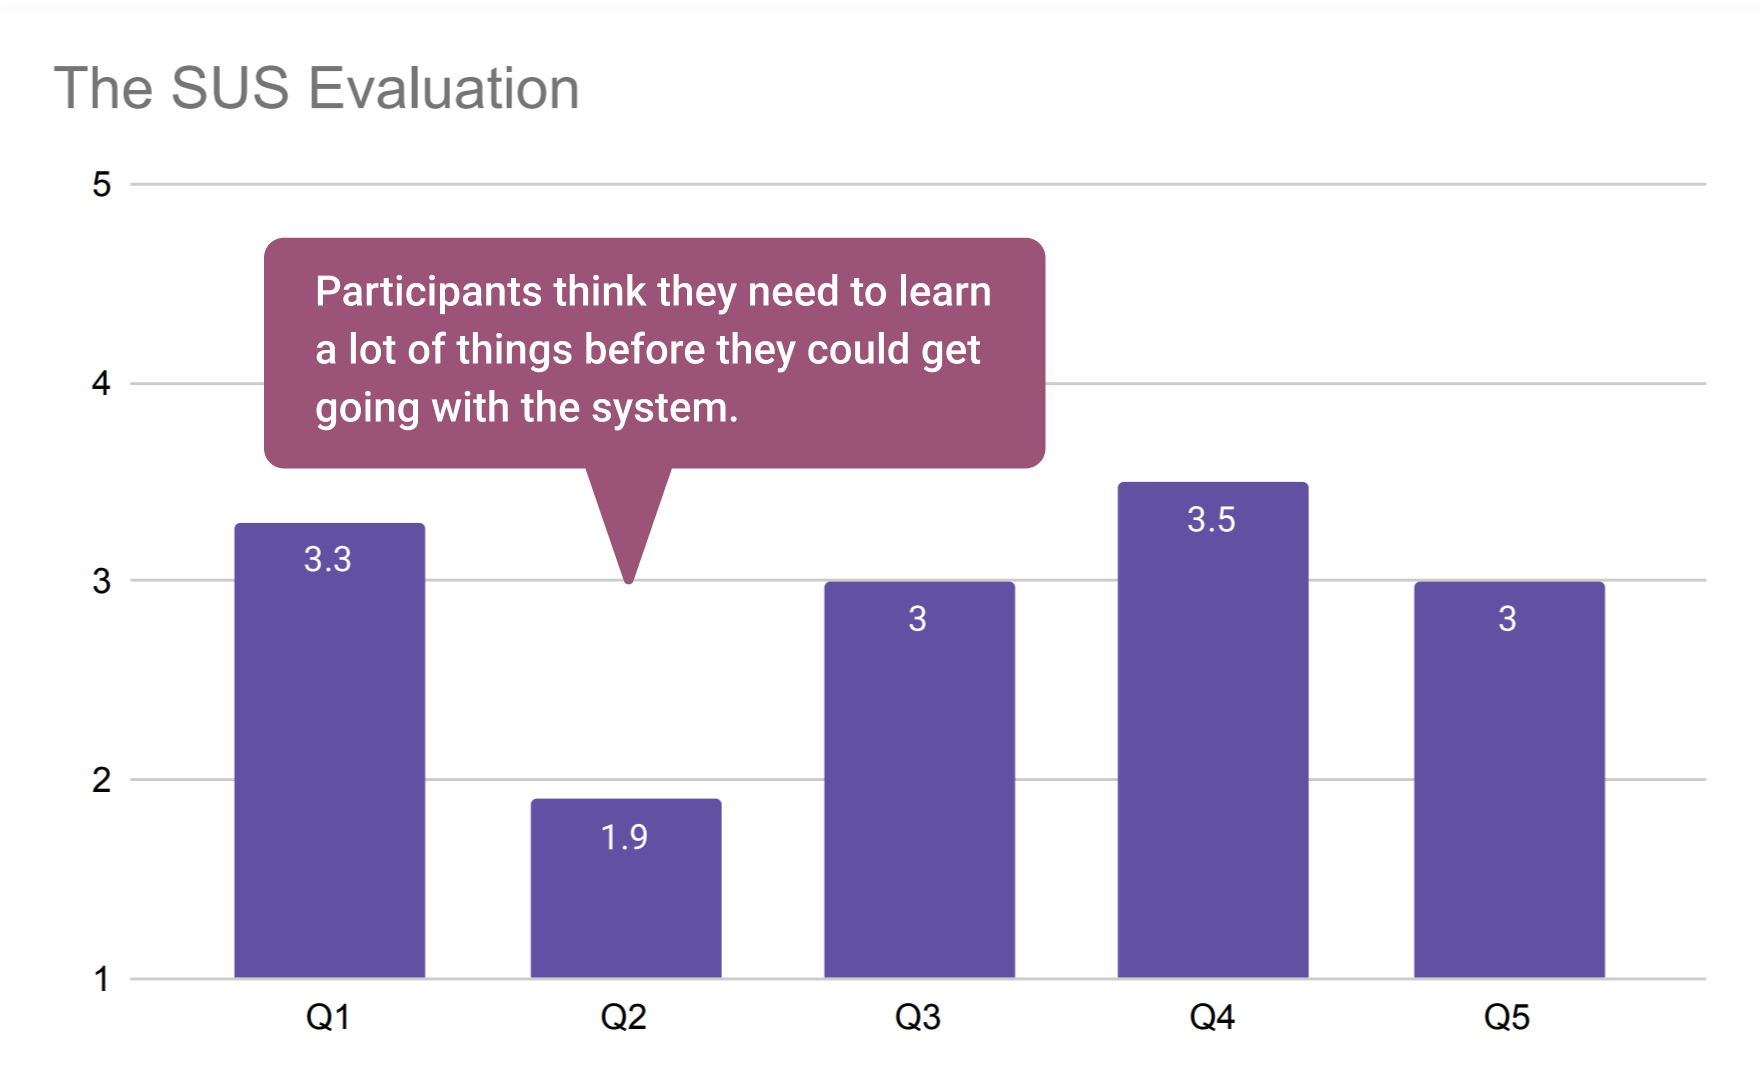 The SUS Evaluation
5
Participants think they need to learn
a lot of things before they could get
going with the system.
4
3
2
1
3.3
1.9
3
3.5
3
Q1
Q2
Q3
Q4
Q5